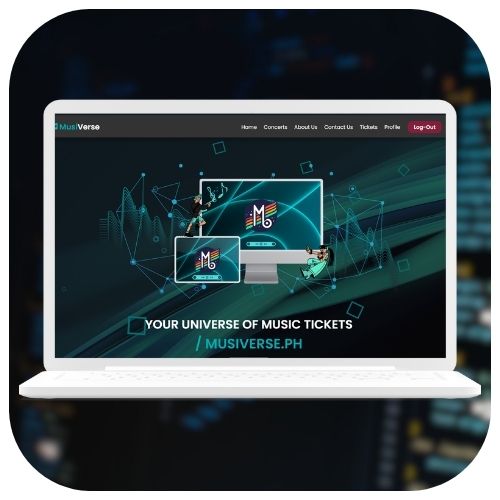 MusiVerse
Home Concerts About Us Contact Us Tickets Profile Log-Out
M
M
YOUR UNIVERSE OF MUSIC TICKETS
/ MUSIVERSE.PH